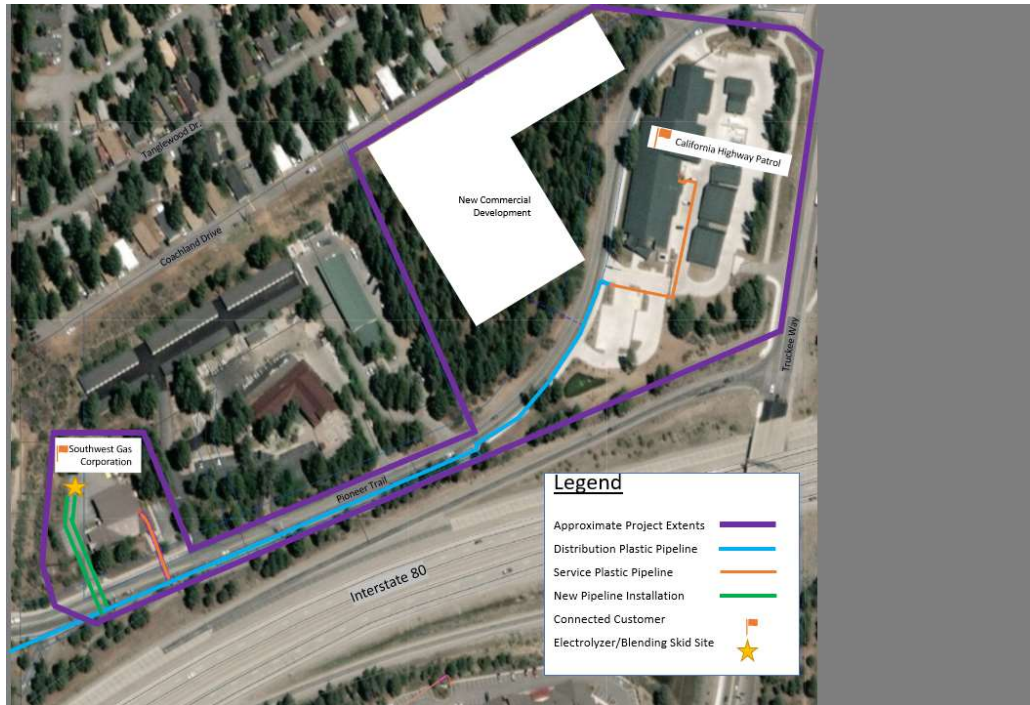 Tanglewood Dr.
California Highway Patrol
New Commercial
Development
Coachland Drive
Truckee Way
Southwest Gas
Corporation
Pioneer Trail
Interstate 80
Legend
Approximate Project Extents
Distribution Plastic Pipeline
Service Plastic Pipeline
New Pipeline Installation
Connected Customer
Electrolyzer/Blending Skid Site